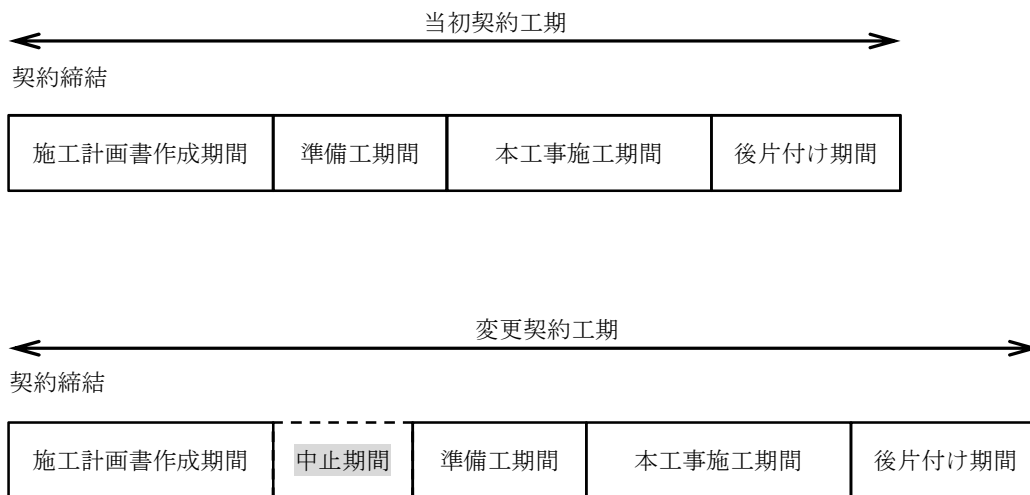 当初契約工期
契約締結
施工計画書作成期間 準備工期間 本工事施工期間 後片付け期間
変更契約工期
契約締結
施工計画書作成期間 中止期間 準備工期間 本工事施工期間 後片付け期間